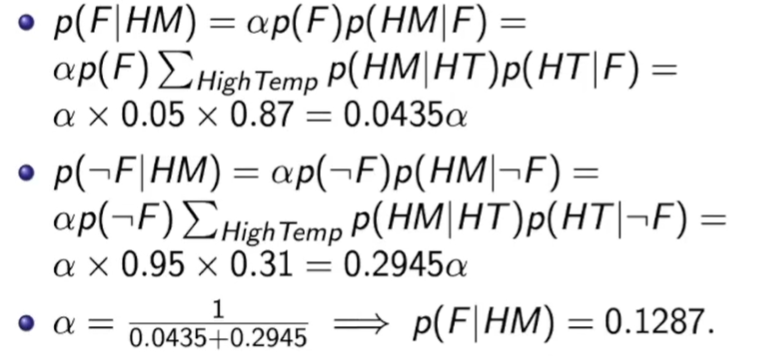 • p(F|HM) = αp(F)p(HM|F) =
αp(F) ∑_{HighTemp} p(HM|HT)p(HT|F) =
α × 0.05 × 0.87 = 0.0435α
• p(¬F|HM) = αp(¬F)p(HM|¬F) =
αp(¬F) ∑_{HighTemp} p(HM|HT)p(HT|¬F) =
α × 0.95 × 0.31 = 0.2945α
• α = \frac{1}{0.0435+0.2945} ⟹ p(F|HM) = 0.1287.